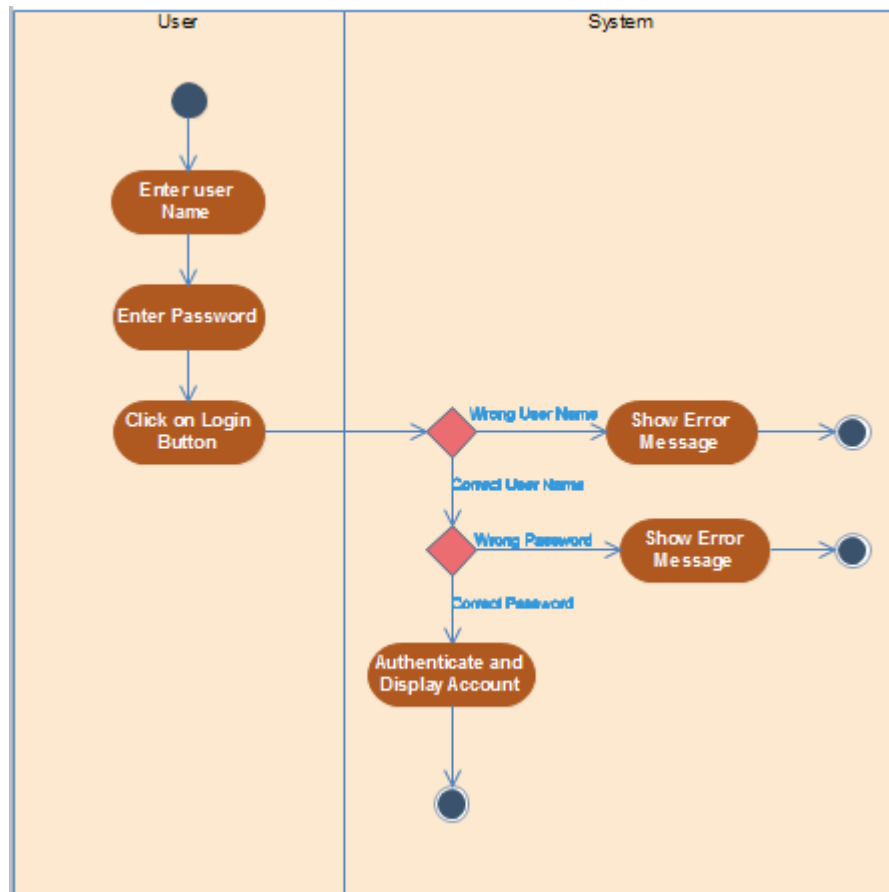 User
System
Enter user
Name
Enter Password
Click on Login
Button
Wrong User Name
Show Error
Message
Correct User Name
Wrong Password
Show Error
Message
Correct Password
Authenticate and
Display Account